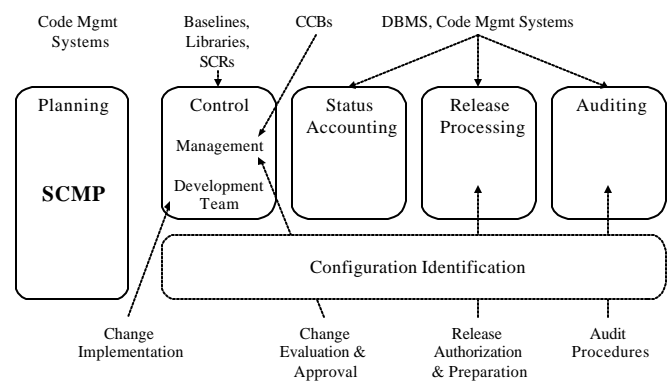 Code Mgmt
Systems
Baselines,
Libraries,
SCRs
CCBs
DBMS, Code Mgmt Systems
Planning
SCMP
Control
Management
Development
Team
Status
Accounting
Release
Processing
Auditing
Configuration Identification
Change
Implementation
Change
Evaluation &
Approval
Release
Authorization
& Preparation
Audit
Procedures